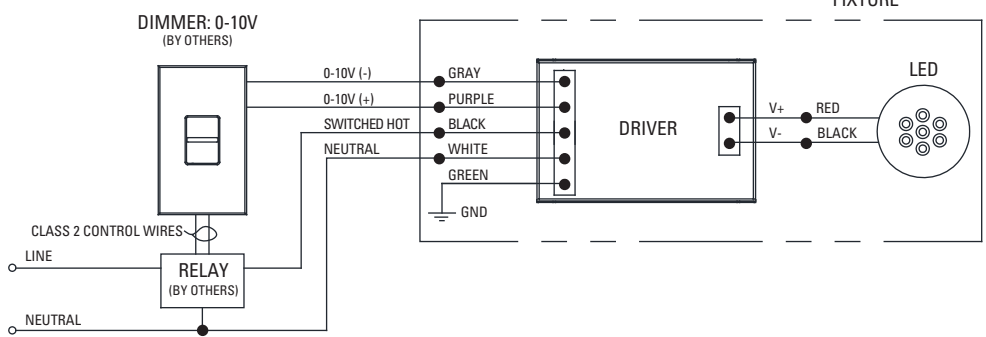 FIXTURE
DIMMER: 0-10V
(BY OTHERS)
0-10V (-)
GRAY
0-10V (+)
PURPLE
SWITCHED HOT
BLACK
NEUTRAL
WHITE
GREEN
GND
DRIVER
V+
RED
V-
BLACK
LED
CLASS 2 CONTROL WIRES
LINE
RELAY
(BY OTHERS)
NEUTRAL